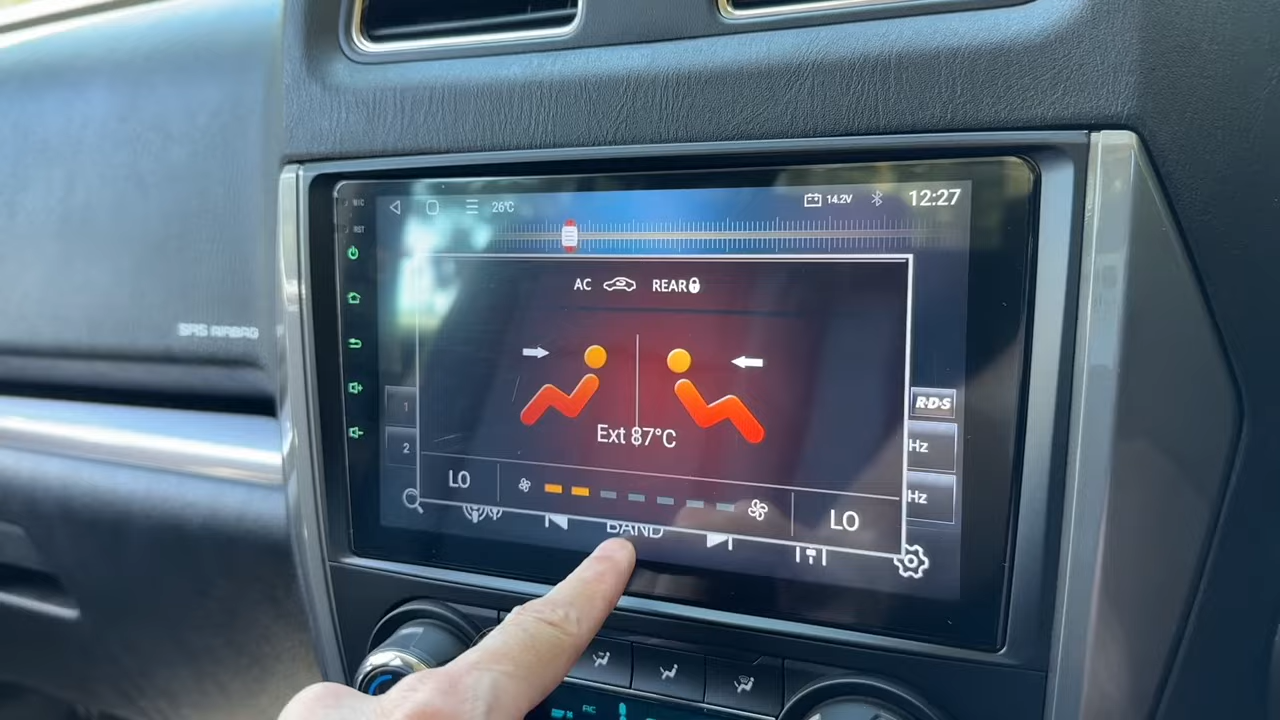 MIC
26°C
14.2V
12:27
RST
AC
REAR
SRS AIRBAG
1
RDS
2
Ext 87°C
Hz
LO
Hz
LO
BAND
AC